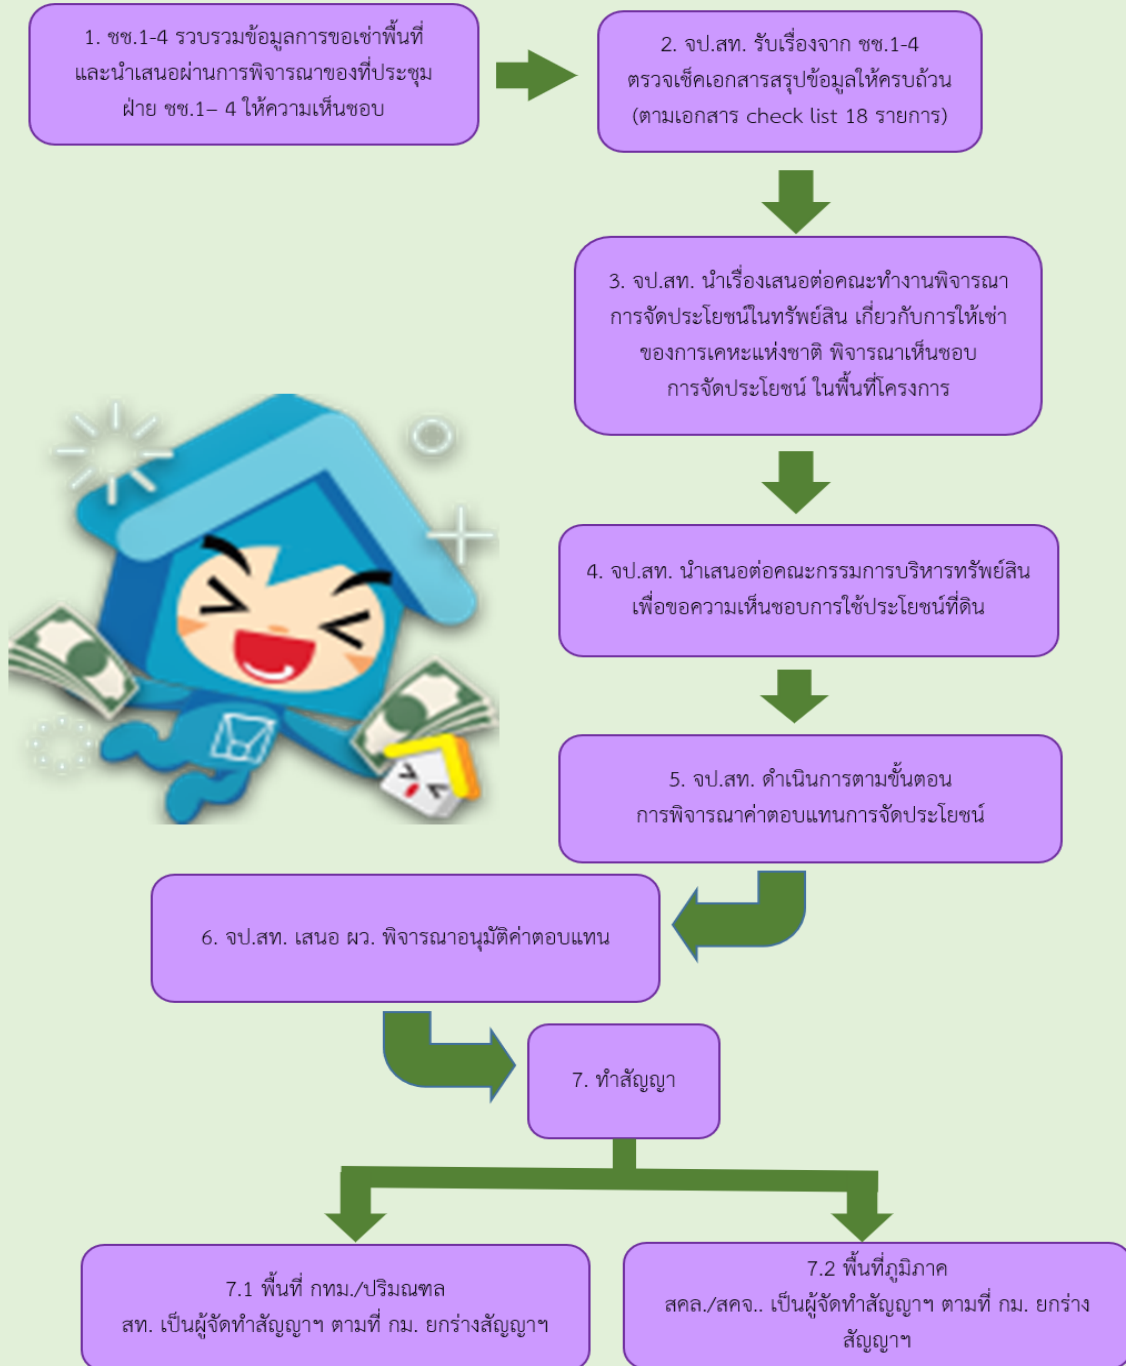 1. ชช.1-4 รวบรวมข้อมูลการขอเช่าพื้นที่
และนำเสนอผ่านการพิจารณาของที่ประชุม
ฝ่าย ชช.1– 4 ให้ความเห็นชอบ
2. จป.สท. รับเรื่องจาก ชช.1-4
ตรวจเช็คเอกสารสรุปข้อมูลให้ครบถ้วน
(ตามเอกสาร check list 18 รายการ)
3. จป.สท. นำเรื่องเสนอต่อคณะทำงานพิจารณา
การจัดประโยชน์ในทรัพย์สิน เกี่ยวกับการให้เช่า
ของการเคหะแห่งชาติ พิจารณาเห็นชอบ
การจัดประโยชน์ ในพื้นที่โครงการ
4. จป.สท. นำเสนอต่อคณะกรรมการบริหารทรัพย์สิน
เพื่อขอความเห็นชอบการใช้ประโยชน์ที่ดิน
5. จป.สท. ดำเนินการตามขั้นตอน
การพิจารณาค่าตอบแทนการจัดประโยชน์
6. จป.สท. เสนอ ผว. พิจารณาอนุมัติค่าตอบแทน
7. ทำสัญญา
7.1 พื้นที่ กทม./ปริมณฑล
สท. เป็นผู้จัดทำสัญญาฯ ตามที่ กม. ยกร่างสัญญาฯ
7.2 พื้นที่ภูมิภาค
สคล./สคจ.. เป็นผู้จัดทำสัญญาฯ ตามที่ กม. ยกร่าง
สัญญาฯ